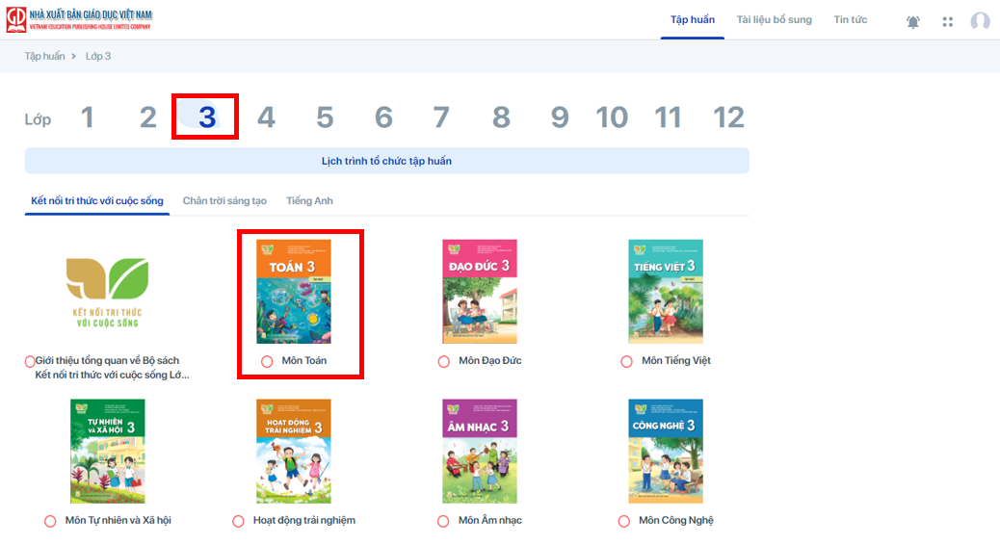 NHÀ XUẤT BẢN GIÁO DỤC VIỆT NAM
VIETNAM EDUCATION PUBLISHING HOUSE LIMITED COMPANY
Tập huấn Tài liệu bổ sung Tin tức
Tập huấn > Lớp 3
Lớp 1 2 3 4 5 6 7 8 9 10 11 12
Lịch trình tổ chức tập huấn
Kết nối tri thức với cuộc sống Chân trời sáng tạo Tiếng Anh
KẾT NỐI TRI THỨC
VỚI CUỘC SỐNG
TOÁN 3
ĐẠO ĐỨC 3
TIẾNG VIỆT 3
Giới thiệu tổng quan về Bộ sách
Kết nối tri thức với cuộc sống Lớ...
Môn Toán
Môn Đạo Đức
Môn Tiếng Việt
TỰ NHIÊN
VÀ XÃ HỘI 3
HOẠT ĐỘNG
TRẢI NGHIỆM 3
ÂM NHẠC 3
CÔNG NGHỆ 3
Môn Tự nhiên và Xã hội
Hoạt động trải nghiệm
Môn Âm nhạc
Môn Công Nghệ